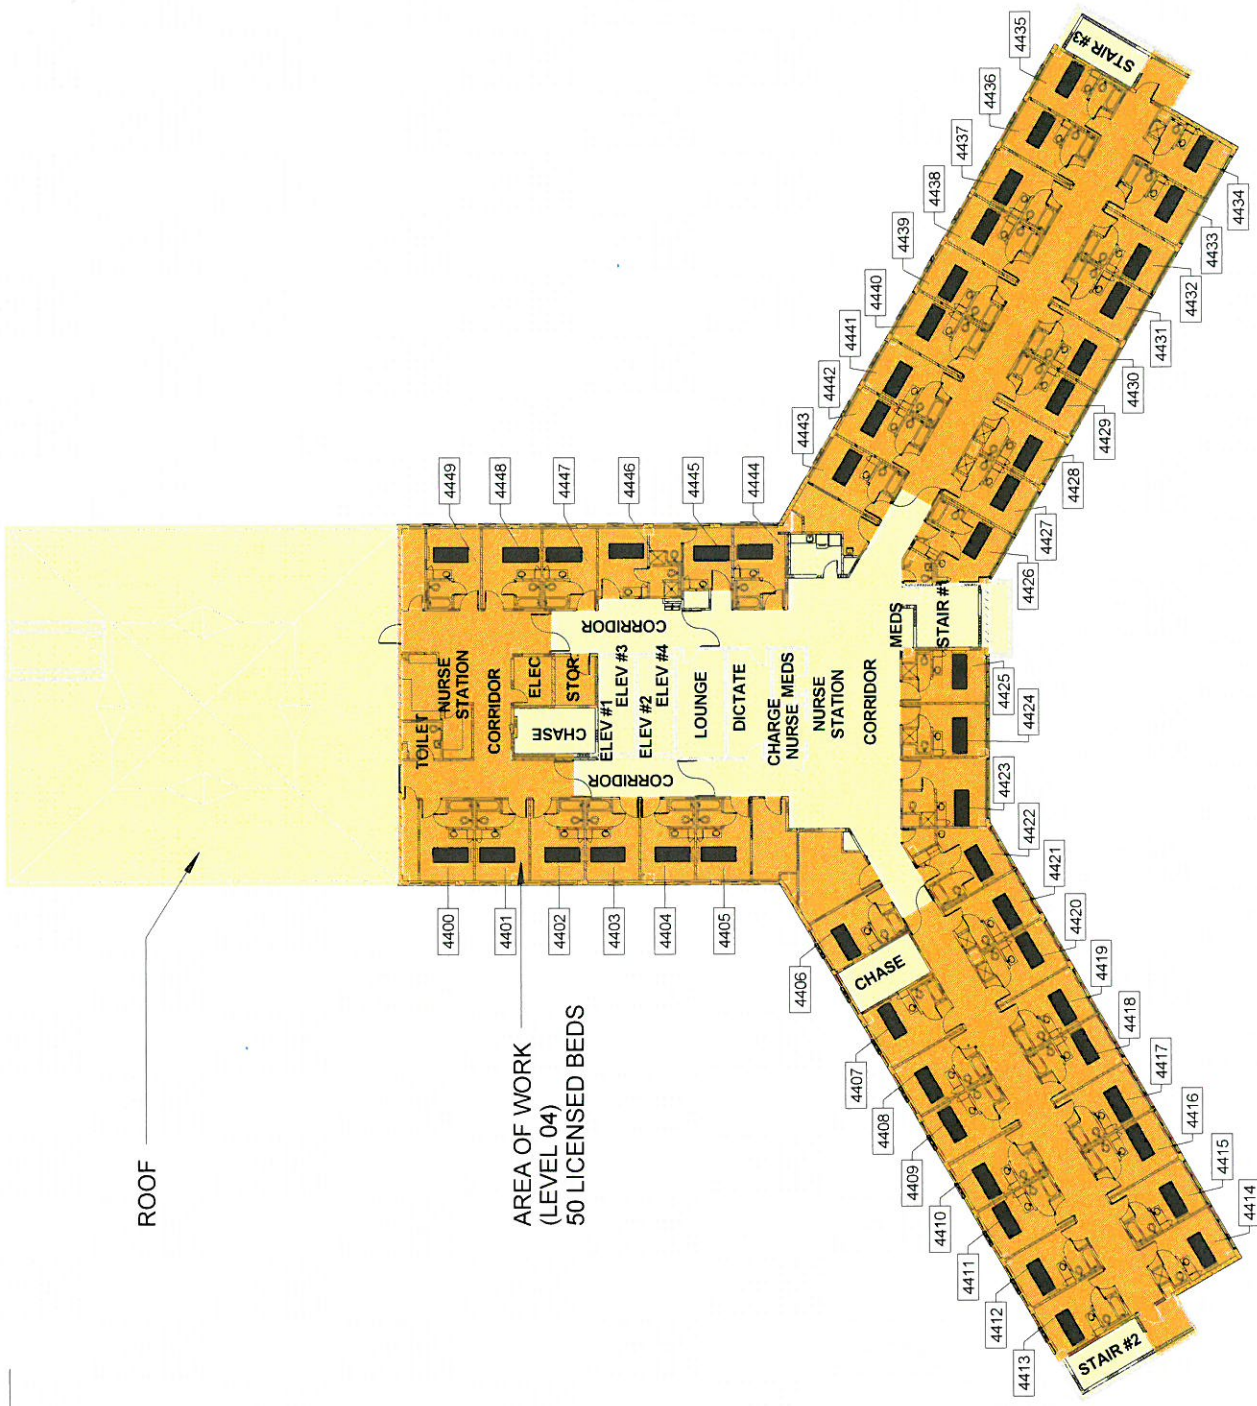 ROOF
AREA OF WORK
(LEVEL 04)
50 LICENSED BEDS
TOILET
NURSE
STATION
CORRIDOR
ELEC
STOR
CHASE
ELEV #1
ELEV #3
ELEV #2
ELEV #4
CORRIDOR
CORRIDOR
LOUNGE
DICTATE
CHARGE
NURSE
MEDS
NURSE
STATION
CORRIDOR
MEDS
STAIR #1
CHASE
STAIR #2
STAIR #3
4400
4401
4402
4403
4404
4405
4406
4407
4408
4409
4410
4411
4412
4413
4414
4415
4416
4417
4418
4419
4420
4421
4422
4423
4424
4425
4426
4427
4428
4429
4430
4431
4432
4433
4434
4435
4436
4437
4438
4439
4440
4441
4442
4443
4444
4445
4446
4447
4448
4449